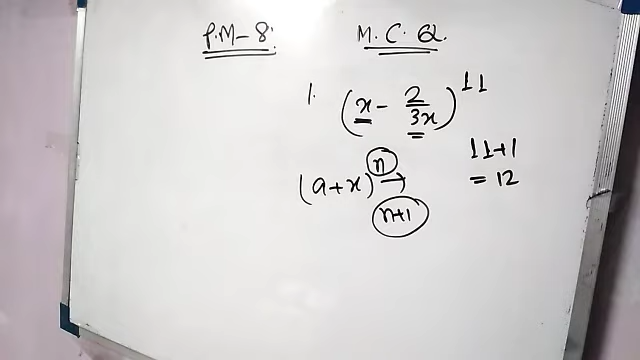 P.M-8. M.C.Q.
1. (x - 2/3x)^11
(a+x)^n → n+1
11+1
= 12